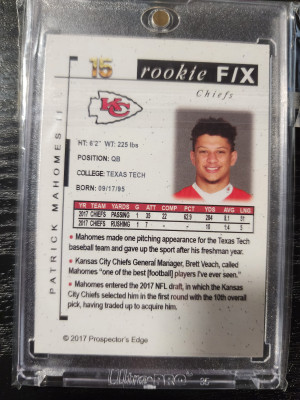 15 rookie F/X
Chiefs
KC
PATRICK MAHOMES II
HT: 6'2" WT: 225 lbs
POSITION: QB
COLLEGE: TEXAS TECH
BORN: 09/17/95
YR TEAM YARDS G ATT COMP PCT YDS AVG LNG
2017 CHIEFS PASSING 1 35 22 62.9 284 8.1 51
2017 CHIEFS RUSHING 1 7 - - 10 1.4 5
• Mahomes made one pitching appearance for the Texas Tech
baseball team and gave up the sport after his freshman year.
• Kansas City Chiefs General Manager, Brett Veach, called
Mahomes "one of the best [football] players I've ever seen."
• Mahomes entered the 2017 NFL draft, in which the Kansas
City Chiefs selected him in the first round with the 10th overall
pick, having traded up to acquire him.
© 2017 Prospector's Edge
Ultra PRO